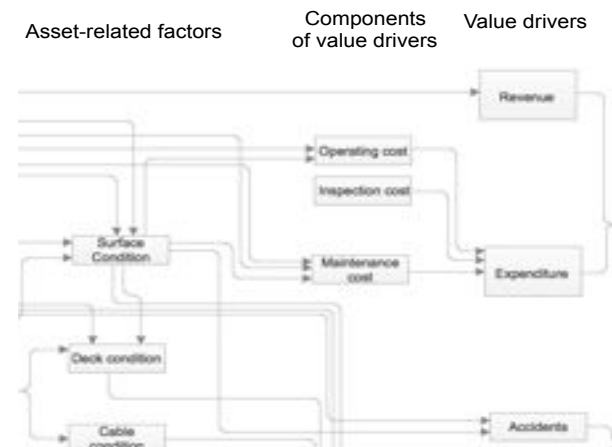 Asset-related factors
Components
of value drivers
Value drivers
Revenue
Operating cost
Inspection cost
Surface
Condition
Maintenance
cost
Expenditure
Deck condition
Cable
condition
Accidents